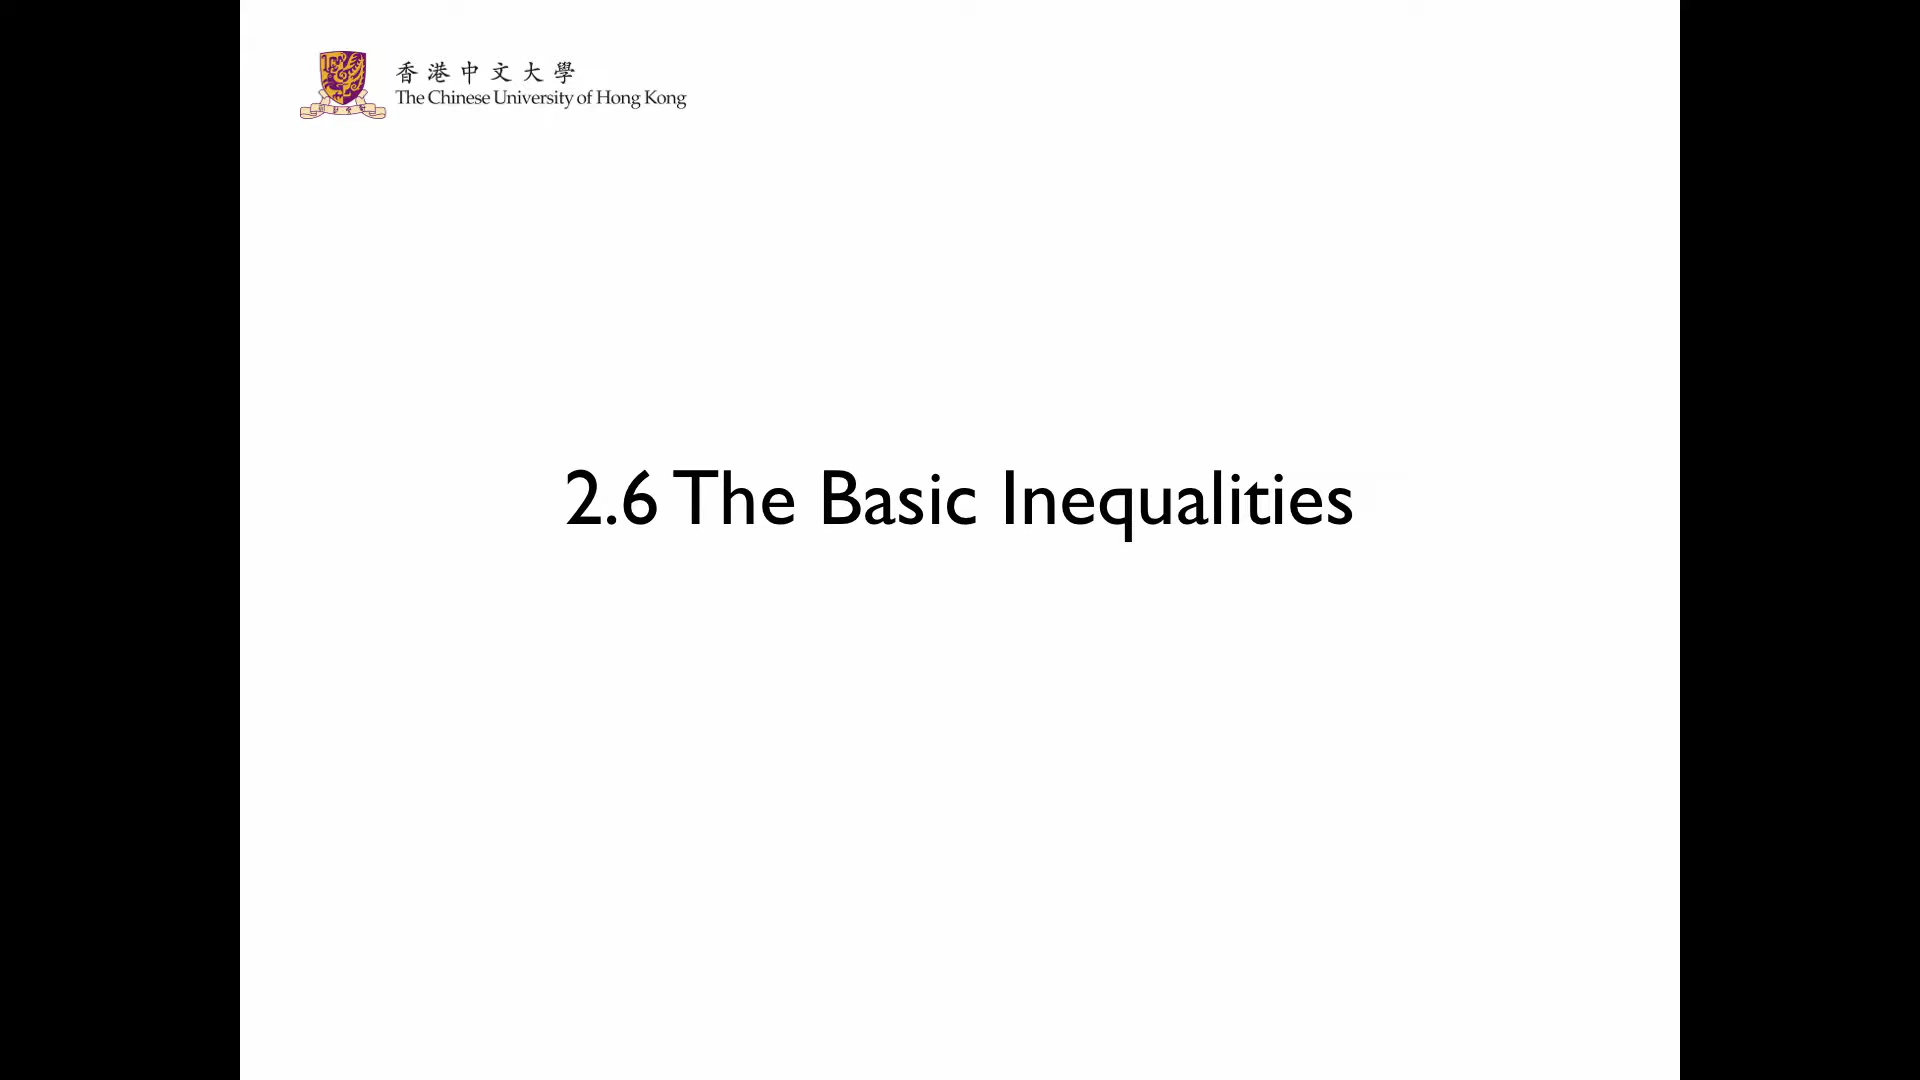 香港中文大學
The Chinese University of Hong Kong
2.6 The Basic Inequalities